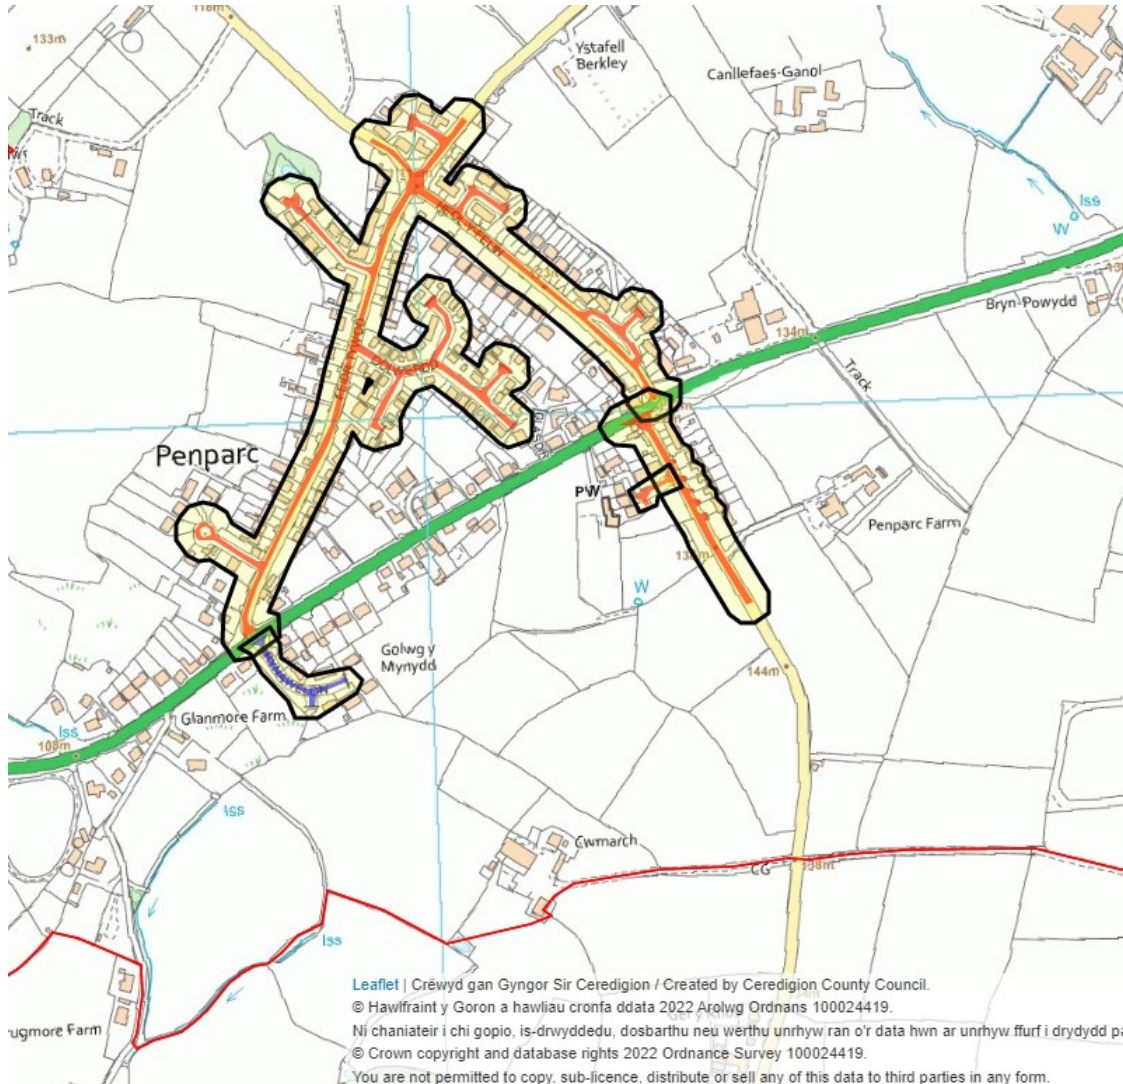 118m
133m
Ystafell
Berkley
Canllefaes-Ganol
Track
Iss
W
Bryn-Powydd
134m
Track
Penparc
PW
Penparc Farm
W
Golwg y
Mynydd
144m
Glanmore Farm
Iss
108m
Iss
Cwmarch
CG
138m
Iss
rugmore Farm
Leaflet | Crëwyd gan Gyngor Sir Ceredigion / Created by Ceredigion County Council.
© Hawlfraint y Goron a hawliau cronfa ddata 2022 Arolwg Ordnans 100024419.
Ni chaniateir i chi gopïo, is-drwyddedu, dosbarthu neu werthu unrhyw ran o'r data hwn ar unrhyw ffurf i drydydd pa
© Crown copyright and database rights 2022 Ordnance Survey 100024419.
You are not permitted to copy, sub-licence, distribute or sell any of this data to third parties in any form.